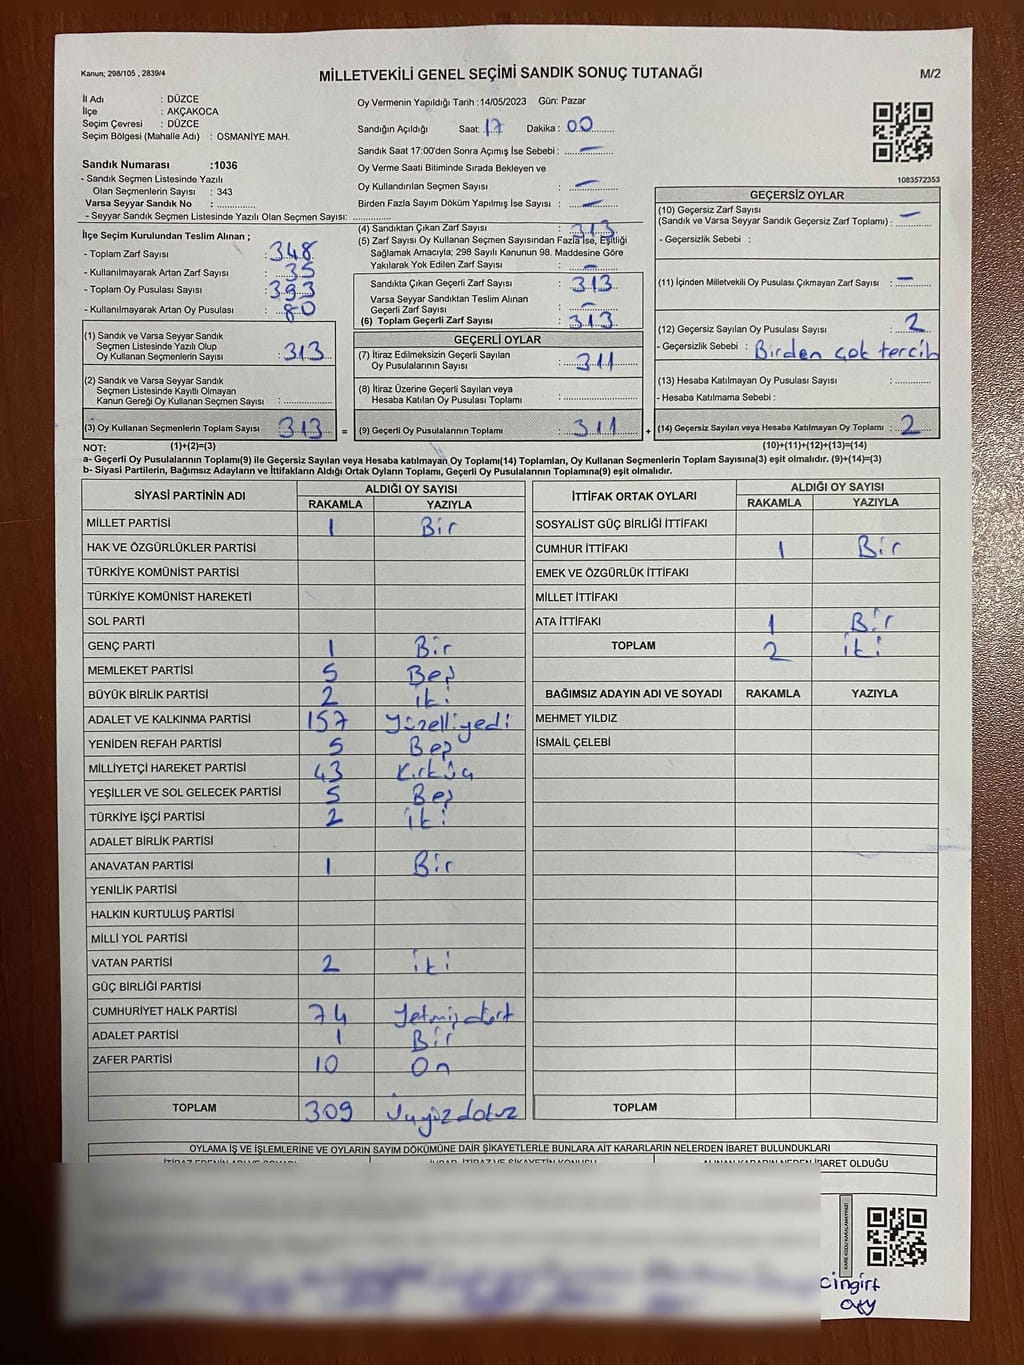 Kanun; 298/105 , 2839/4
MİLLETVEKİLİ GENEL SEÇİMİ SANDIK SONUÇ TUTANAĞI
M/2
İl Adı : DÜZCE
İlçe : AKÇAKOCA
Seçim Çevresi : DÜZCE
Seçim Bölgesi (Mahalle Adı) : OSMANİYE MAH.
Sandık Numarası :1036
- Sandık Seçmen Listesinde Yazılı
Olan Seçmenlerin Sayısı : 343
Varsa Seyyar Sandık No : ..............
- Seyyar Sandık Seçmen Listesinde Yazılı Olan Seçmen Sayısı: ..............
Oy Vermenin Yapıldığı Tarih :14/05/2023 Gün: Pazar
Sandığın Açıldığı Saat: 17 Dakika : 00
Sandık Saat 17:00'den Sonra Açımış İse Sebebi : —
Oy Verme Saati Bitiminde Sırada Bekleyen ve
Oy Kullandırılan Seçmen Sayısı : —
Birden Fazla Sayım Döküm Yapılmış İse Sayısı : —
1083572353
İlçe Seçim Kurulundan Teslim Alınan ;
- Toplam Zarf Sayısı : 348
- Kullanılmayarak Artan Zarf Sayısı : 35
- Toplam Oy Pusulası Sayısı : 393
- Kullanılmayarak Artan Oy Pusulası : 80
(1) Sandık ve Varsa Seyyar Sandık
Seçmen Listesinde Yazılı Olup
Oy Kullanan Seçmenlerin Sayısı : 313
(2) Sandık ve Varsa Seyyar Sandık
Seçmen Listesinde Kayıtlı Olmayan
Kanun Gereği Oy Kullanan Seçmen Sayısı : ..............
(3) Oy Kullanan Seçmenlerin Toplam Sayısı : 313 =
(4) Sandıktan Çıkan Zarf Sayısı : 313
(5) Zarf Sayısı Oy Kullanan Seçmen Sayısından Fazla İse, Eşitliği
Sağlamak Amacıyla; 298 Sayılı Kanunun 98. Maddesine Göre
Yakılarak Yok Edilen Zarf Sayısı : —
Sandıkta Çıkan Geçerli Zarf Sayısı : 313
Varsa Seyyar Sandıktan Teslim Alınan
Geçerli Zarf Sayısı : —
(6) Toplam Geçerli Zarf Sayısı : 313
GEÇERLİ OYLAR
(7) İtiraz Edilmeksizin Geçerli Sayılan
Oy Pusulalarının Sayısı : 311
(8) İtiraz Üzerine Geçerli Sayılan veya
Hesaba Katılan Oy Pusulası Toplamı : ..............
(9) Geçerli Oy Pusulalarının Toplamı : 311 +
GEÇERSİZ OYLAR
(10) Geçersiz Zarf Sayısı
(Sandık ve Varsa Seyyar Sandık Geçersiz Zarf Toplamı) : —
- Geçersizlik Sebebi :
(11) İçinden Milletvekili Oy Pusulası Çıkmayan Zarf Sayısı : —
(12) Geçersiz Sayılan Oy Pusulası Sayısı : 2
- Geçersizlik Sebebi : Birden çok tercih
(13) Hesaba Katılmayan Oy Pusulası Sayısı : ..............
- Hesaba Katılmama Sebebi :
(14) Geçersiz Sayılan veya Hesaba Katılmayan Oy Toplamı : 2
NOT: (1)+(2)=(3) (10)+(11)+(12)+(13)=(14)
a- Geçerli Oy Pusulalarının Toplamı(9) ile Geçersiz Sayılan veya Hesaba katılmayan Oy Toplamı(14) Toplamları, Oy Kullanan Seçmenlerin Toplam Sayısına(3) eşit olmalıdır. (9)+(14)=(3)
b- Siyasi Partilerin, Bağımsız Adayların ve İttifakların Aldığı Ortak Oyların Toplamı, Geçerli Oy Pusulalarının Toplamına(9) eşit olmalıdır.
SİYASİ PARTİNİN ADI ALDIĞI OY SAYISI
RAKAMLA YAZIYLA
MİLLET PARTİSİ 1 Bir
HAK VE ÖZGÜRLÜKLER PARTİSİ
TÜRKİYE KOMÜNİST PARTİSİ
TÜRKİYE KOMÜNİST HAREKETİ
SOL PARTİ
GENÇ PARTİ 1 Bir
MEMLEKET PARTİSİ 5 Beş
BÜYÜK BİRLİK PARTİSİ 2 iki
ADALET VE KALKINMA PARTİSİ 157 Yüzelliyedi
YENİDEN REFAH PARTİSİ 5 Beş
MİLLİYETÇİ HAREKET PARTİSİ 43 Kırküç
YEŞİLLER VE SOL GELECEK PARTİSİ 5 Beş
TÜRKİYE İŞÇİ PARTİSİ 2 iki
ADALET BİRLİK PARTİSİ
ANAVATAN PARTİSİ 1 Bir
YENİLİK PARTİSİ
HALKIN KURTULUŞ PARTİSİ
MİLLİ YOL PARTİSİ
VATAN PARTİSİ 2 iki
GÜÇ BİRLİĞİ PARTİSİ
CUMHURİYET HALK PARTİSİ 74 Yetmişdört
ADALET PARTİSİ 1 Bir
ZAFER PARTİSİ 10 On
TOPLAM 309 Üçyüzdokuz
İTTİFAK ORTAK OYLARI ALDIĞI OY SAYISI
RAKAMLA YAZIYLA
SOSYALİST GÜÇ BİRLİĞİ İTTİFAKI
CUMHUR İTTİFAKI 1 Bir
EMEK VE ÖZGÜRLÜK İTTİFAKI
MİLLET İTTİFAKI
ATA İTTİFAKI 1 Bir
TOPLAM 2 iki
BAĞIMSIZ ADAYIN ADI VE SOYADI RAKAMLA YAZIYLA
MEHMET YILDIZ
İSMAİL ÇELEBİ
TOPLAM
OYLAMA İŞ VE İŞLEMLERİNE VE OYLARIN SAYIM DÖKÜMÜNE DAİR ŞİKAYETLERLE BUNLARA AİT KARARLARIN NELERDEN İBARET BULUNDUKLARI
İBARET OLDUĞU